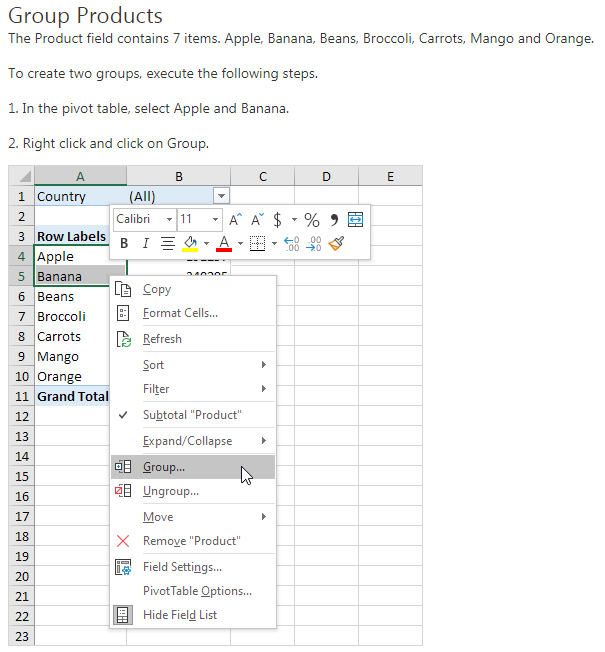 Group Products
The Product field contains 7 items. Apple, Banana, Beans, Broccoli, Carrots, Mango and Orange.
To create two groups, execute the following steps.
1. In the pivot table, select Apple and Banana.
2. Right click and click on Group.
A B C D E
1 Country (All)
2
Calibri 11 A A $ % ,
3 Row Labels
B I A .00 .00
4 Apple
5 Banana
Copy
6 Beans
Format Cells...
7 Broccoli
Refresh
8 Carrots
Sort
9 Mango
Filter
10 Orange
11 Grand Total
12
Subtotal "Product"
13
Expand/Collapse
14
Group...
15
Ungroup...
16
Move
17
Remove "Product"
18
Field Settings...
19
PivotTable Options...
20
Hide Field List
21
22
23